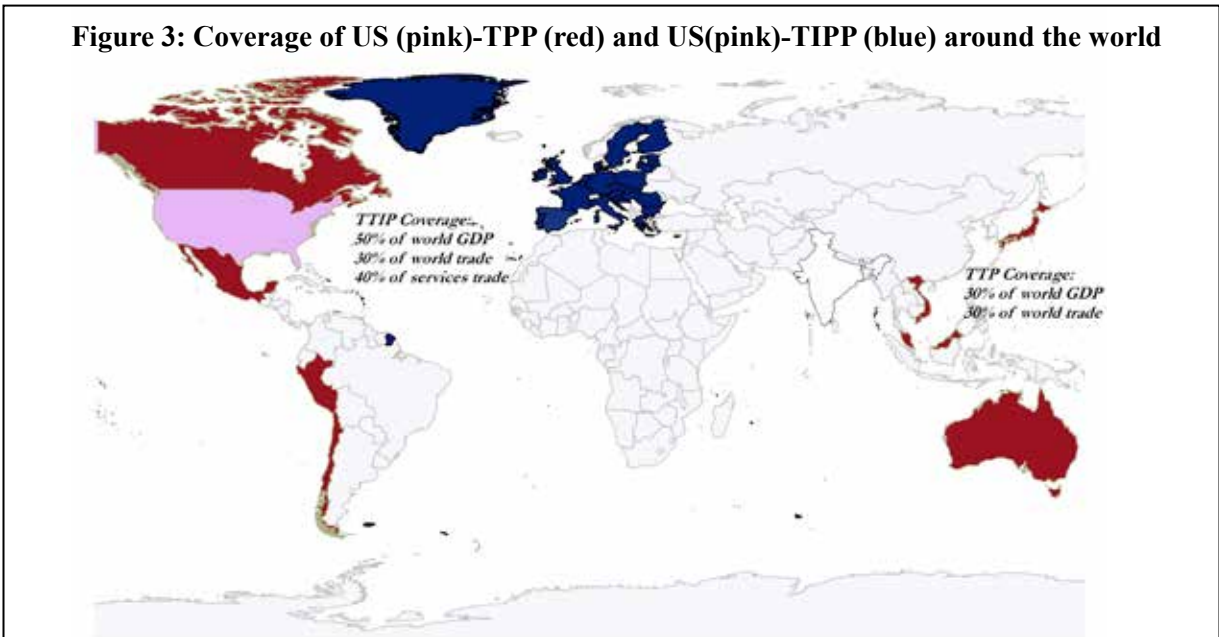 Figure 3: Coverage of US (pink)-TPP (red) and US(pink)-TIPP (blue) around the world
TTIP Coverage:
50% of world GDP
30% of world trade
40% of services trade
TTP Coverage:
30% of world GDP
30% of world trade